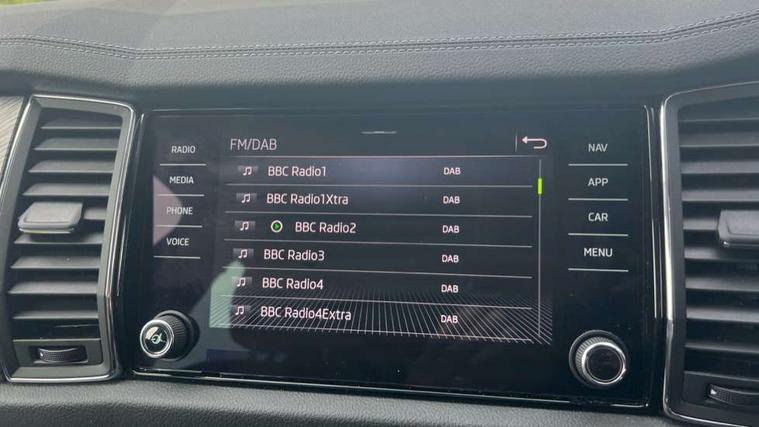 RADIO
MEDIA
PHONE
VOICE
FM/DAB
BBC Radio1 DAB
BBC Radio1Xtra DAB
BBC Radio2 DAB
BBC Radio3 DAB
BBC Radio4 DAB
BBC Radio4Extra DAB
NAV
APP
CAR
MENU